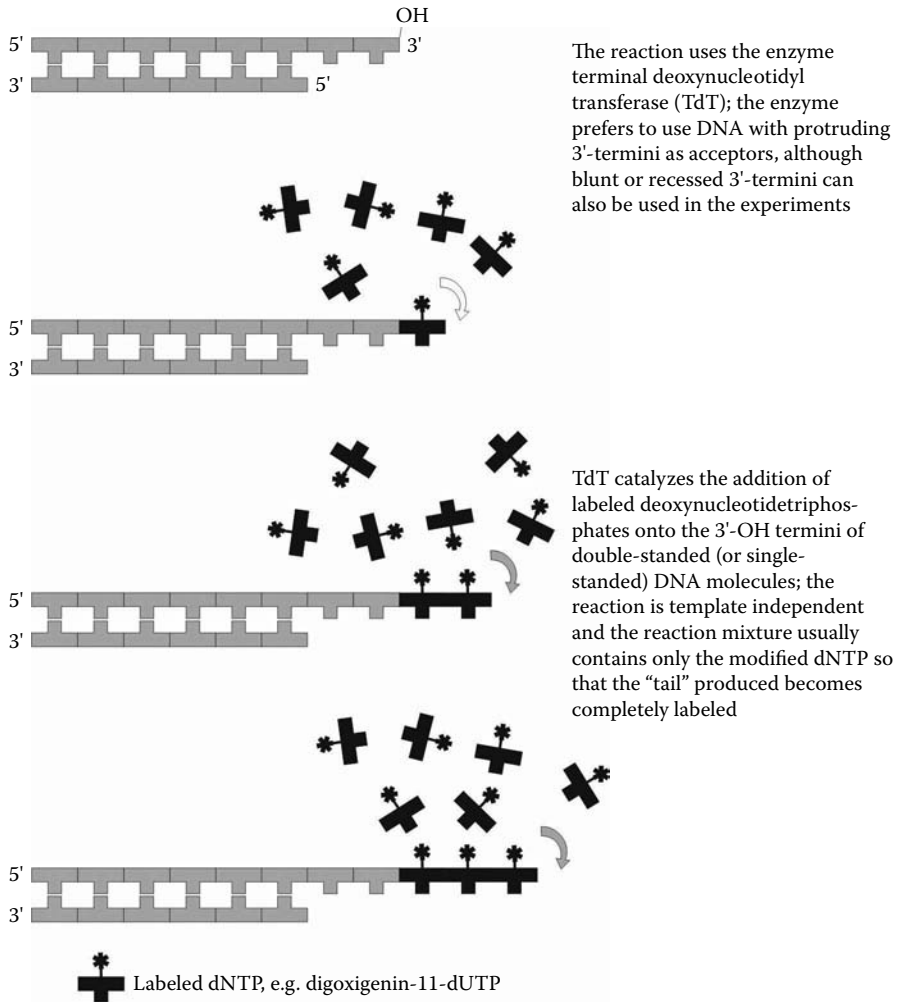 OH
5'
3'
3'
5'
The reaction uses the enzyme
terminal deoxynucleotidyl
transferase (TdT); the enzyme
prefers to use DNA with protruding
3'-termini as acceptors, although
blunt or recessed 3'-termini can
also be used in the experiments
5'
3'
TdT catalyzes the addition of
labeled deoxynucleotidetriphos-
phates onto the 3'-OH termini of
double-standed (or single-
standed) DNA molecules; the
reaction is template independent
and the reaction mixture usually
contains only the modified dNTP so
that the “tail” produced becomes
completely labeled
5'
3'
5'
3'
Labeled dNTP, e.g. digoxigenin-11-dUTP